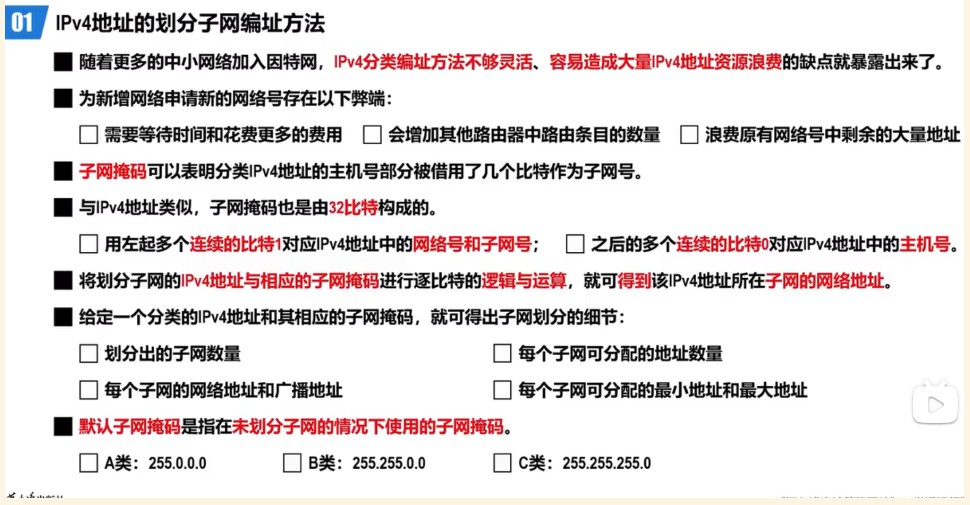 01 IPv4地址的划分子网编址方法
随着更多的中小网络加入因特网，IPv4分类编址方法不够灵活、容易造成大量IPv4地址资源浪费的缺点就暴露出来了。
为新增网络申请新的网络号存在以下弊端：
需要等待时间和花费更多的费用 会增加其他路由器中路由条目的数量 浪费原有网络号中剩余的大量地址
子网掩码可以表明分类IPv4地址的主机号部分被借用了几个比特作为子网号。
与IPv4地址类似，子网掩码也是由32比特构成的。
用左起多个连续的比特1对应IPv4地址中的网络号和子网号； 之后的多个连续的比特0对应IPv4地址中的主机号。
将划分子网的IPv4地址与相应的子网掩码进行逐比特的逻辑与运算，就可得到该IPv4地址所在子网的网络地址。
给定一个分类的IPv4地址和其相应的子网掩码，就可得出子网划分的细节：
划分出的子网数量 每个子网可分配的地址数量
每个子网的网络地址和广播地址 每个子网可分配的最小地址和最大地址
默认子网掩码是指在未划分子网的情况下使用的子网掩码。
A类：255.0.0.0 B类：255.255.0.0 C类：255.255.255.0